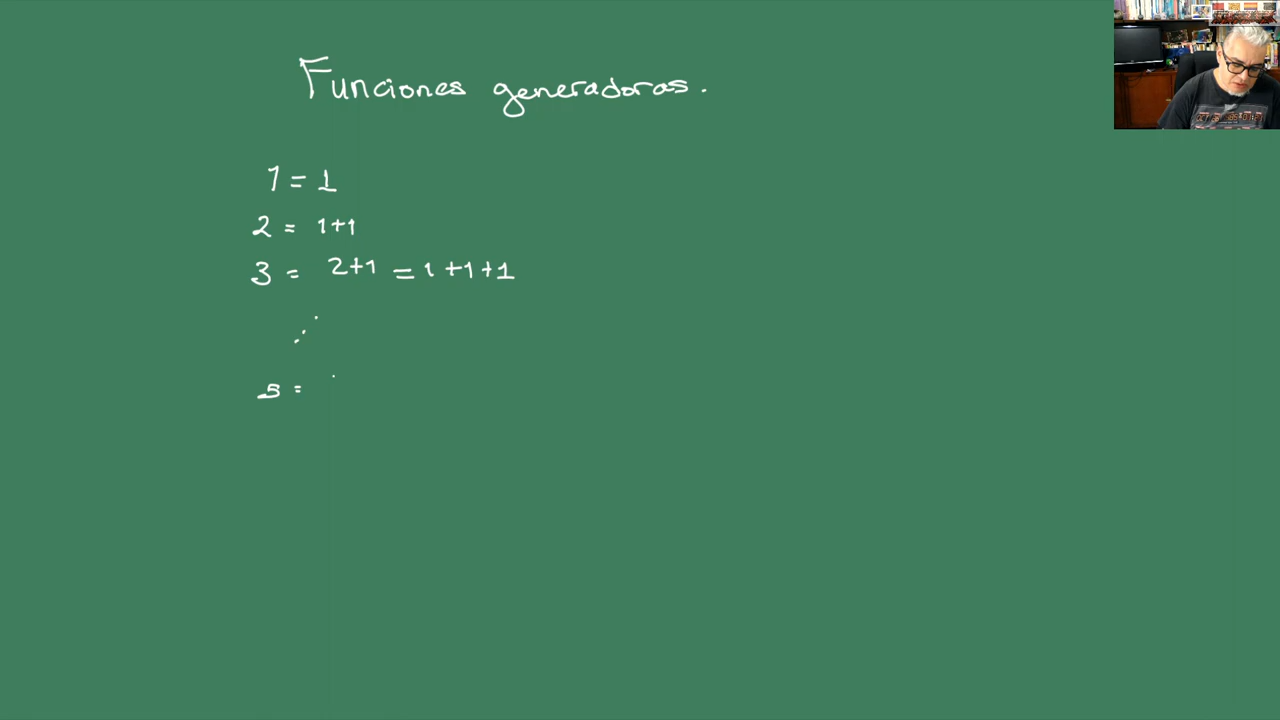 Funciones generadoras.
1 = 1
2 = 1+1
3 = 2+1 = 1+1+1
5 =